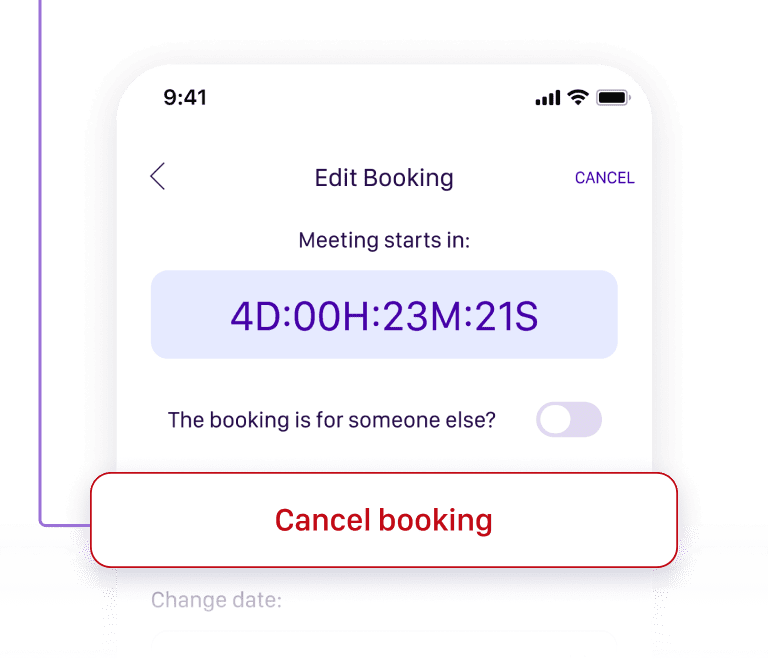 9:41
Edit Booking
CANCEL
Meeting starts in:
4D:00H:23M:21S
The booking is for someone else?
Cancel booking
Change date: